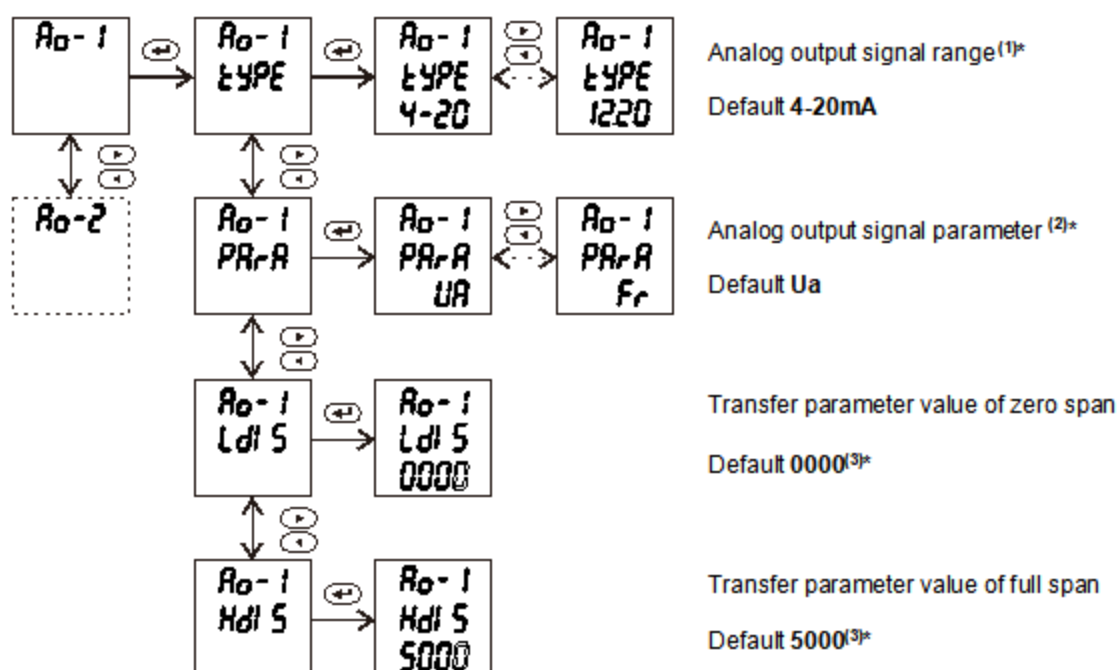 Ao-1
Ao-1
tYPE
Ao-1
tYPE
4-20
Ao-1
tYPE
12.20
Analog output signal range(1)*
Default 4-20mA
Ao-2
Ao-1
PArA
Ao-1
PArA
UA
Ao-1
PArA
Fr
Analog output signal parameter (2)*
Default Ua
Ao-1
LdIS
Ao-1
LdIS
0000
Transfer parameter value of zero span
Default 0000(3)*
Ao-1
HdIS
Ao-1
HdIS
5000
Transfer parameter value of full span
Default 5000(3)*